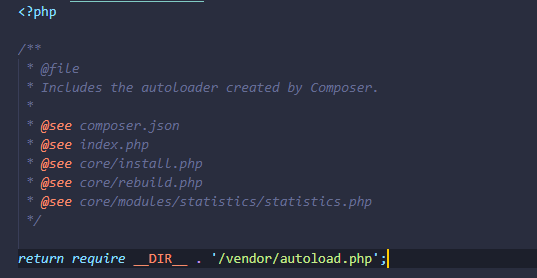 <?php
/**
* @file
* Includes the autoloader created by Composer.
*
* @see composer.json
* @see index.php
* @see core/install.php
* @see core/rebuild.php
* @see core/modules/statistics/statistics.php
*/
return require __DIR__ . '/vendor/autoload.php';